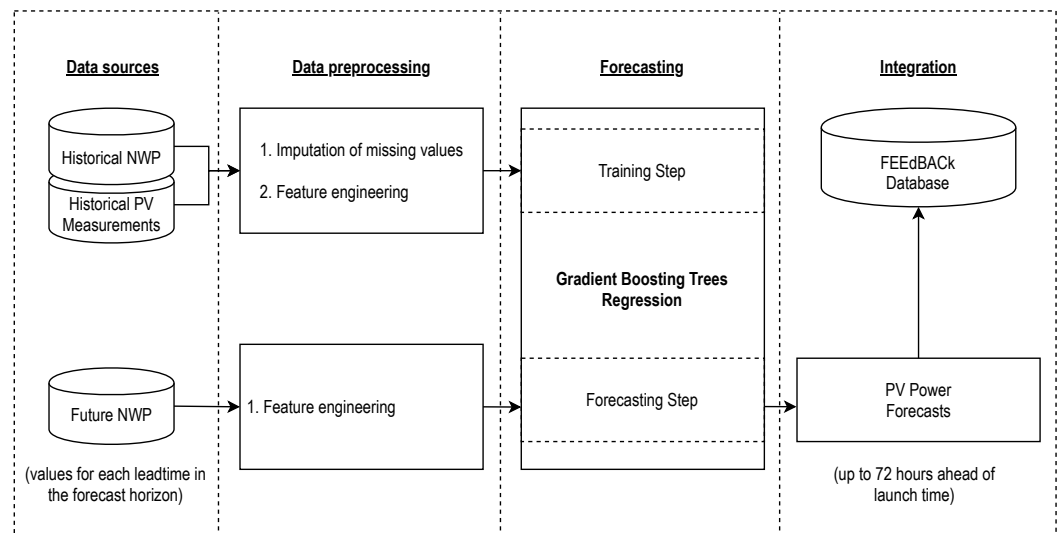 Data sources
Data preprocessing
Forecasting
Integration
Historical NWP
Historical PV
Measurements
1. Imputation of missing values
2. Feature engineering
Training Step
FEEdBACk
Database
Gradient Boosting Trees
Regression
Future NWP
1. Feature engineering
Forecasting Step
PV Power
Forecasts
(values for each leadtime in
the forecast horizon)
(up to 72 hours ahead of
launch time)